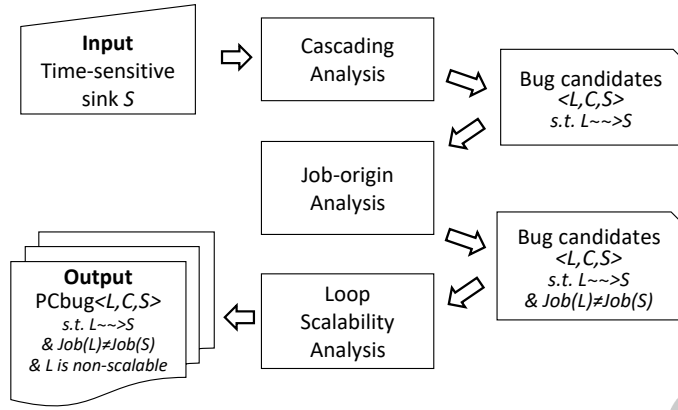 Input
Time-sensitive
sink S
Cascading
Analysis
Bug candidates
<L,C,S>
s.t. L~~>S
Job-origin
Analysis
Bug candidates
<L,C,S>
s.t. L~~>S
& Job(L)≠Job(S)
Loop
Scalability
Analysis
Output
PCbug<L,C,S>
s.t. L~~>S
& Job(L)≠Job(S)
& L is non-scalable